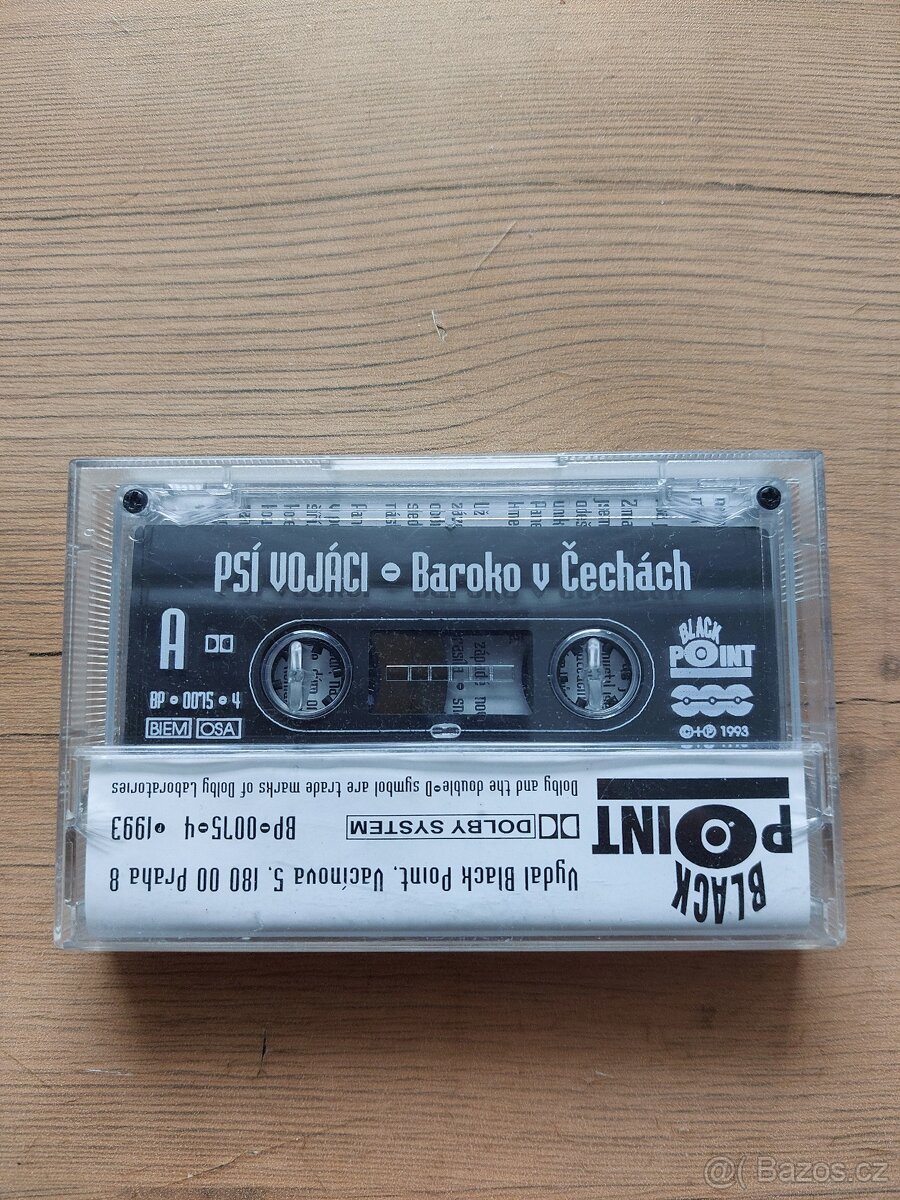 PSÍ VOJÁCI - Baroko v Čechách
A
BP • 0075 • 4
BIEM OSA
BLACK
POINT
©+℗ 1993
Vydal Black Point, Vacínova 5, 180 00 Praha 8
DOLBY SYSTEM BP•0075•4 • 1993
Dolby and the double•D symbol are trade marks of Dolby Laboratories
BLACK
POINT
@( Bazos.cz